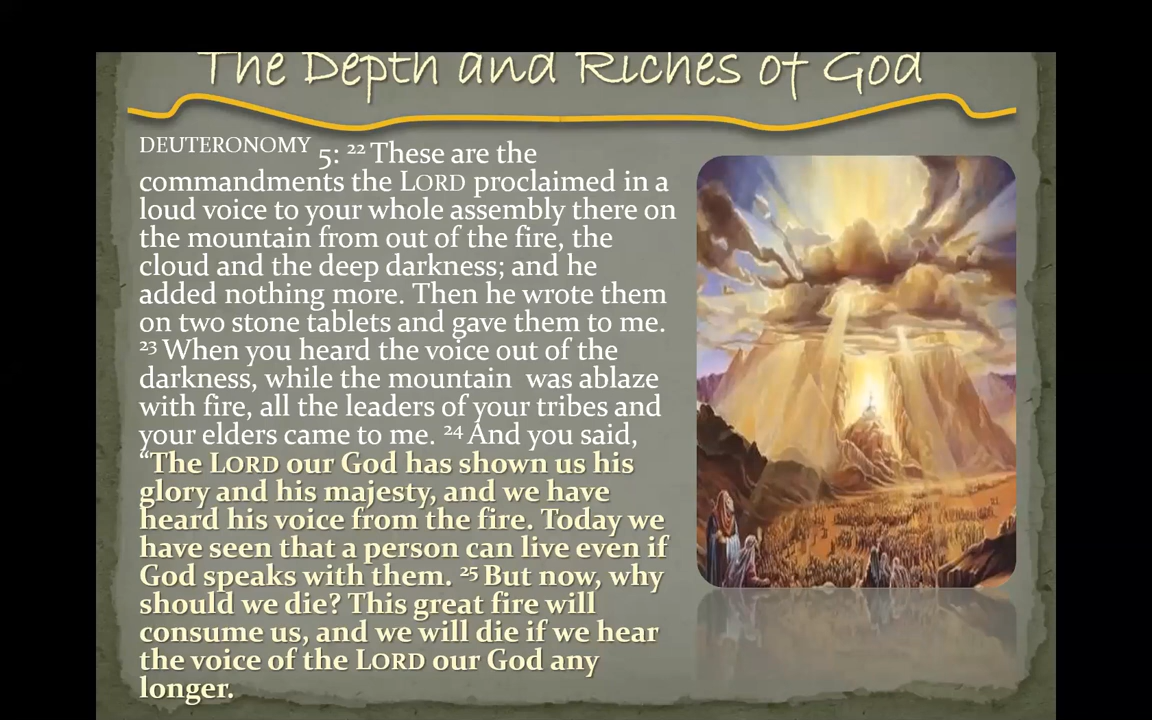 The Depth and Riches of God
DEUTERONOMY 5: 22 These are the
commandments the LORD proclaimed in a
loud voice to your whole assembly there on
the mountain from out of the fire, the
cloud and the deep darkness; and he
added nothing more. Then he wrote them
on two stone tablets and gave them to me.
23 When you heard the voice out of the
darkness, while the mountain  was ablaze
with fire, all the leaders of your tribes and
your elders came to me. 24 And you said,
“The LORD our God has shown us his
glory and his majesty, and we have
heard his voice from the fire. Today we
have seen that a person can live even if
God speaks with them. 25 But now, why
should we die? This great fire will
consume us, and we will die if we hear
the voice of the LORD our God any
longer.